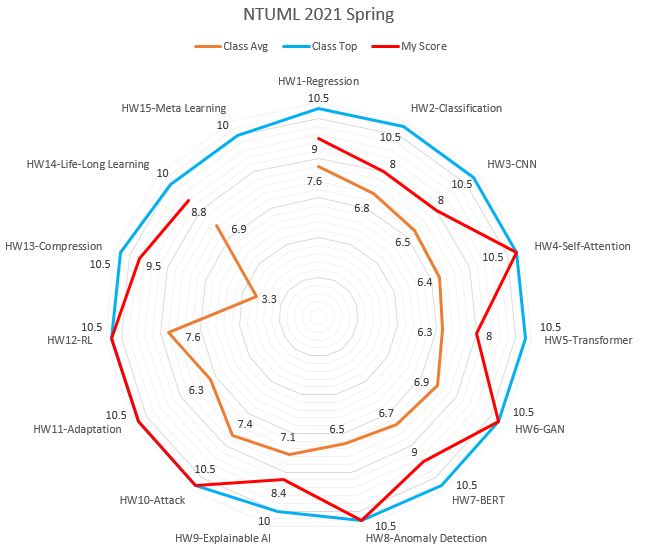 NTUML 2021 Spring
Class Avg Class Top My Score
HW1-Regression
10.5
HW15-Meta Learning
HW2-Classification
10
10.5
9
8
HW14-Life-Long Learning
HW3-CNN
10
10.5
7.6
6.8
8.8
8
6.9
6.5
HW13-Compression
HW4-Self-Attention
10.5
9.5
10.5
6.4
3.3
10.5
HW12-RL
7.6
6.3
8
10.5
HW5-Transformer
6.3
6.9
10.5
10.5
HW11-Adaptation
7.4
6.7
HW6-GAN
7.1
6.5
9
10.5
10.5
HW10-Attack
8.4
HW7-BERT
10
10.5
HW9-Explainable AI
HW8-Anomaly Detection